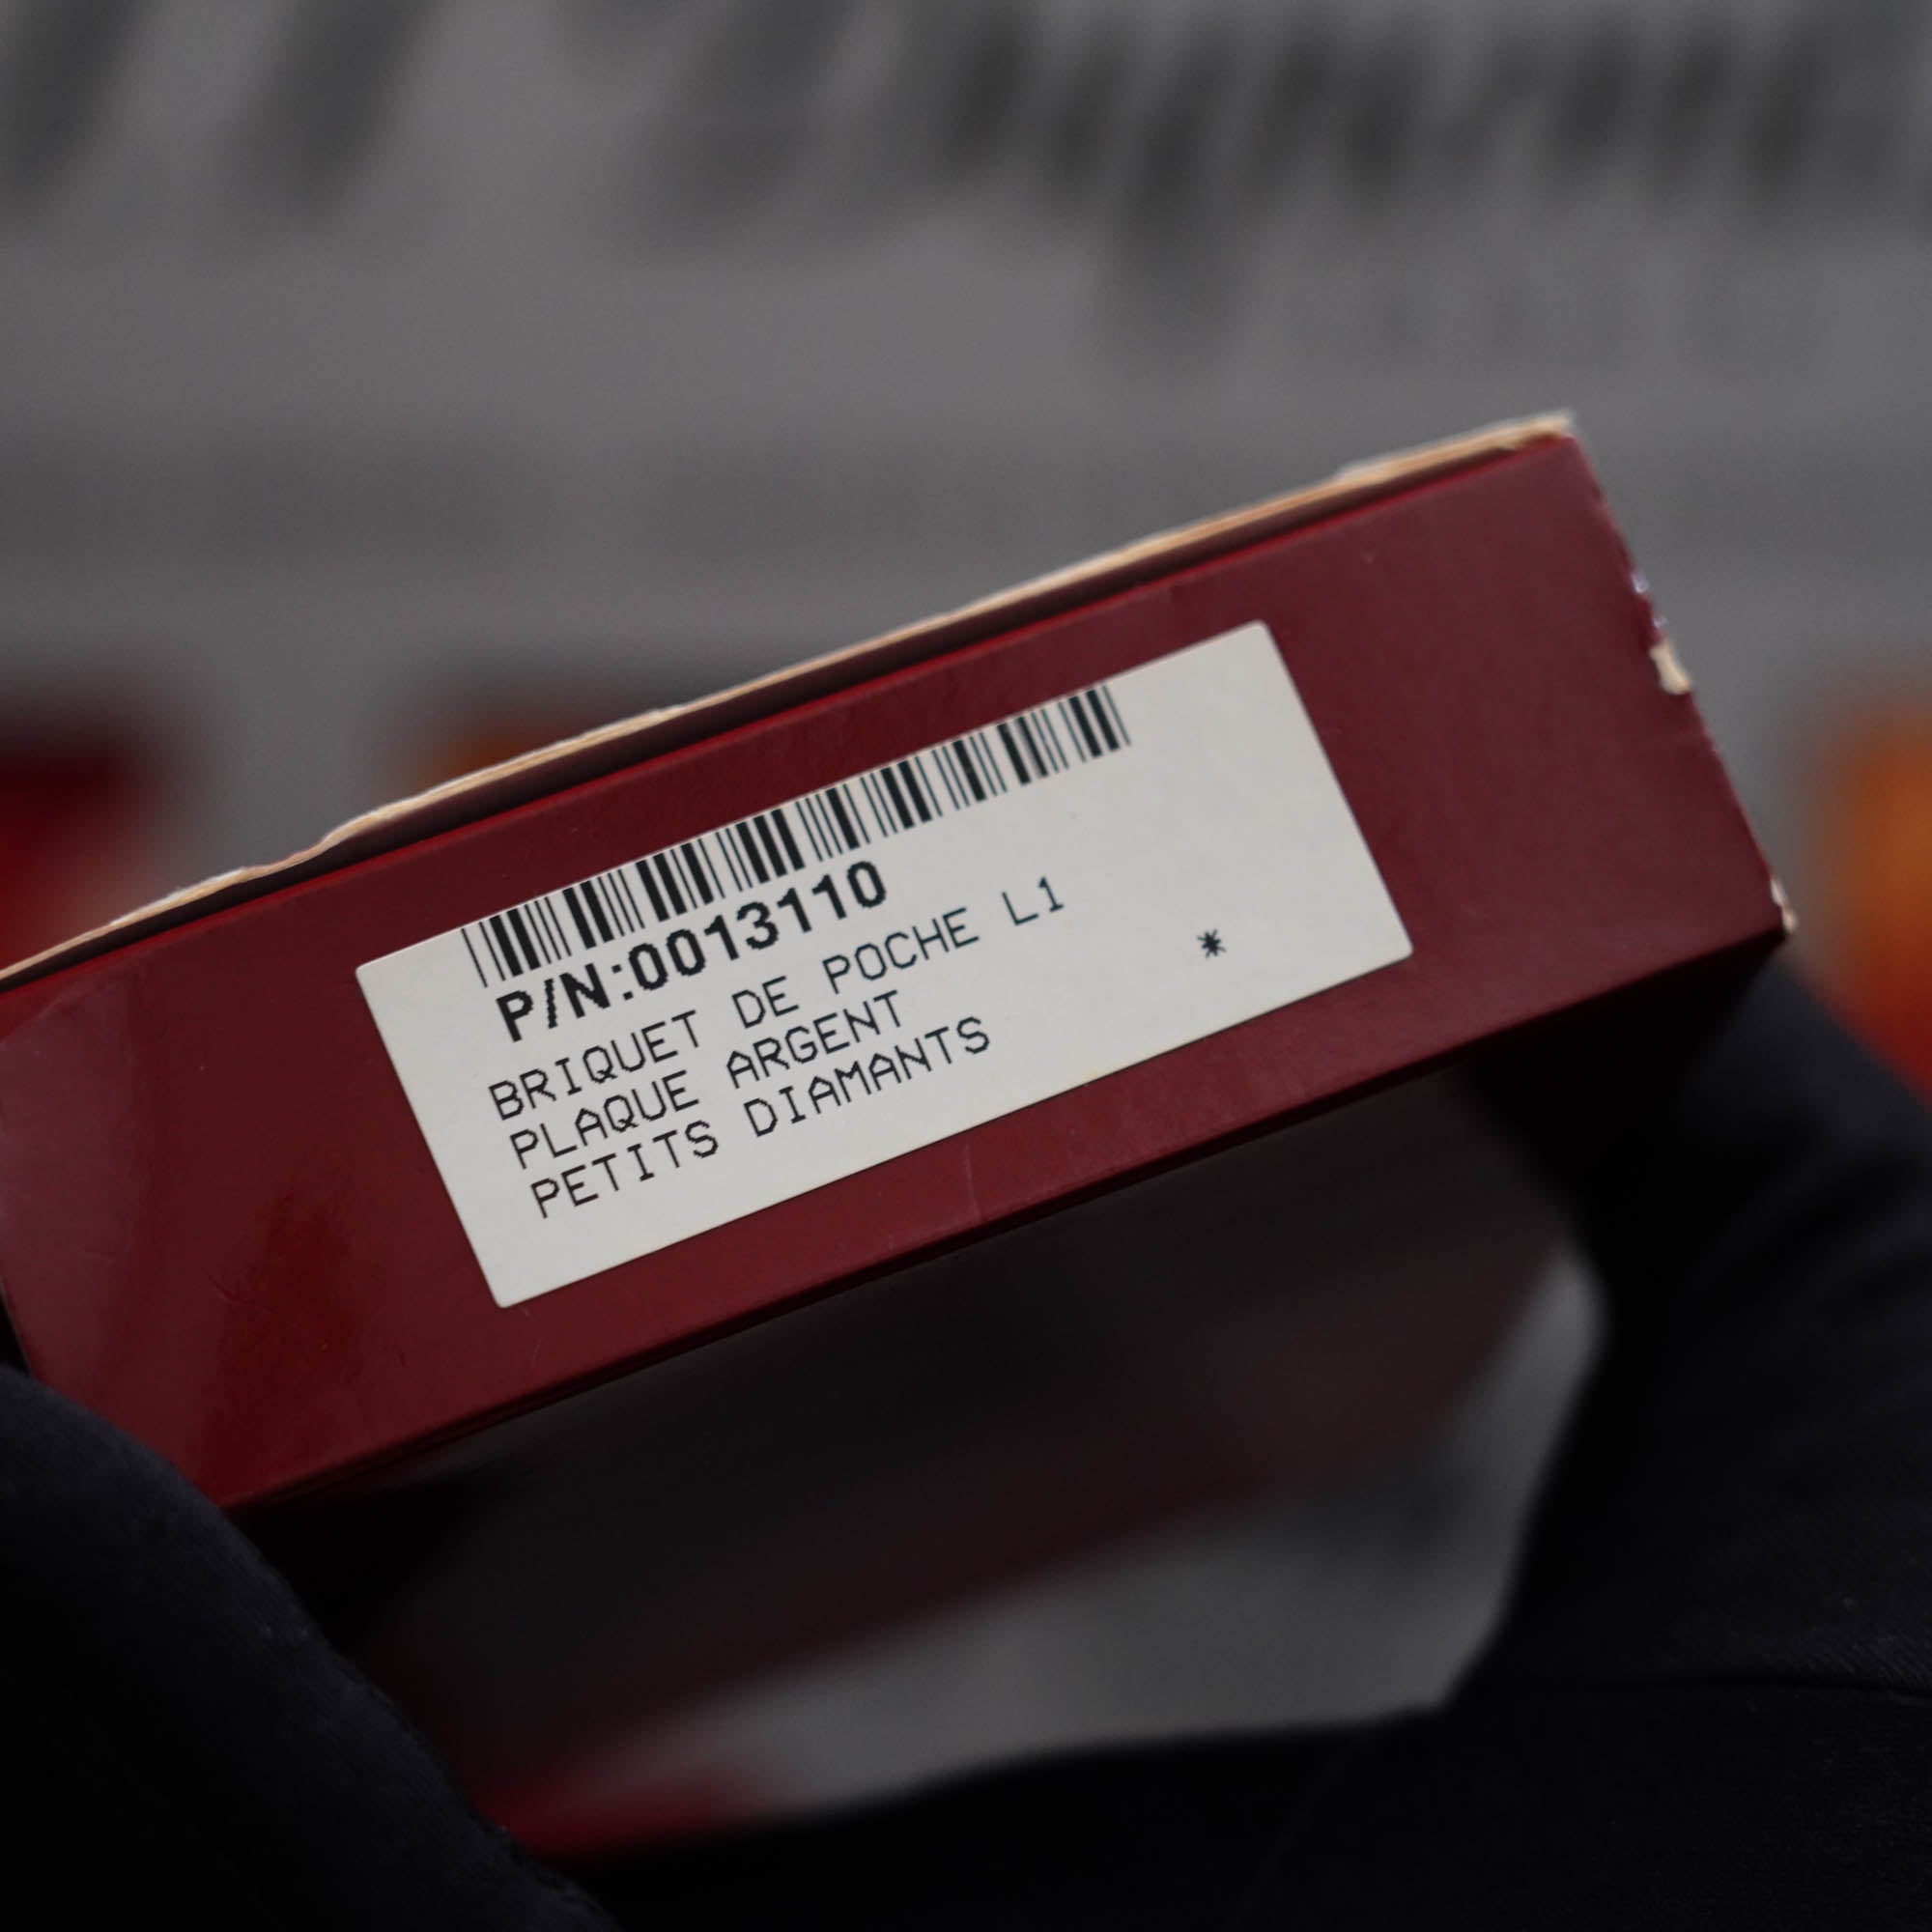 P/N:0013110
BRIQUET DE POCHE L1
PLAQUE ARGENT *
PETITS DIAMANTS